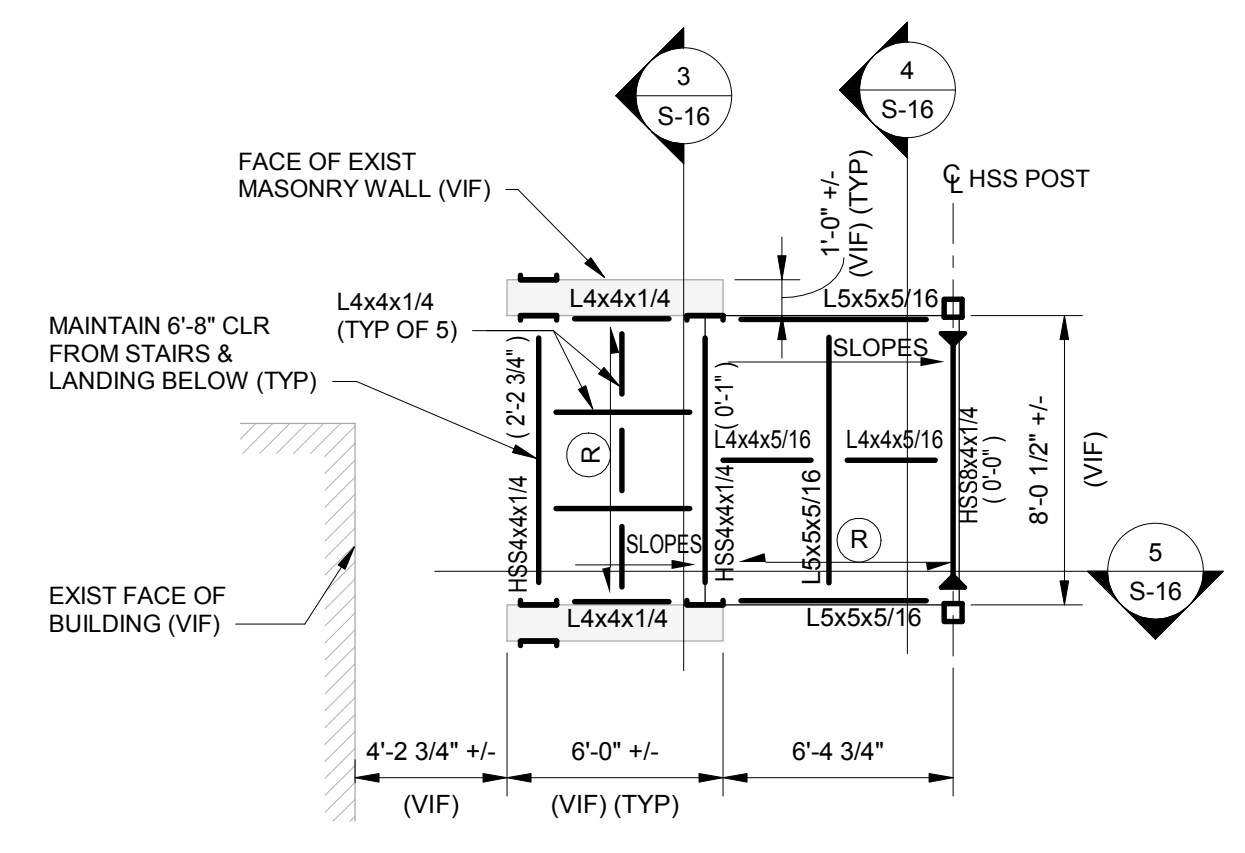 3
S-16
4
S-16
FACE OF EXIST
MASONRY WALL (VIF)
1'-0" +/-
(VIF) (TYP)
℄ HSS POST
L4x4x1/4
(TYP OF 5)
L4x4x1/4
L5x5x5/16
MAINTAIN 6'-8" CLR
FROM STAIRS &
LANDING BELOW (TYP)
SLOPES
HSS4x4x1/4
( 2'-2 3/4" )
R
HSS4x4x1/4
( 0'-1" )
L4x4x5/16
L4x4x5/16
L5x5x5/16
HSS8x4x1/4
( 0'-0" )
8'-0 1/2" +/-
(VIF)
SLOPES
R
5
S-16
EXIST FACE OF
BUILDING (VIF)
L4x4x1/4
L5x5x5/16
4'-2 3/4" +/-
(VIF)
6'-0" +/-
(VIF) (TYP)
6'-4 3/4"